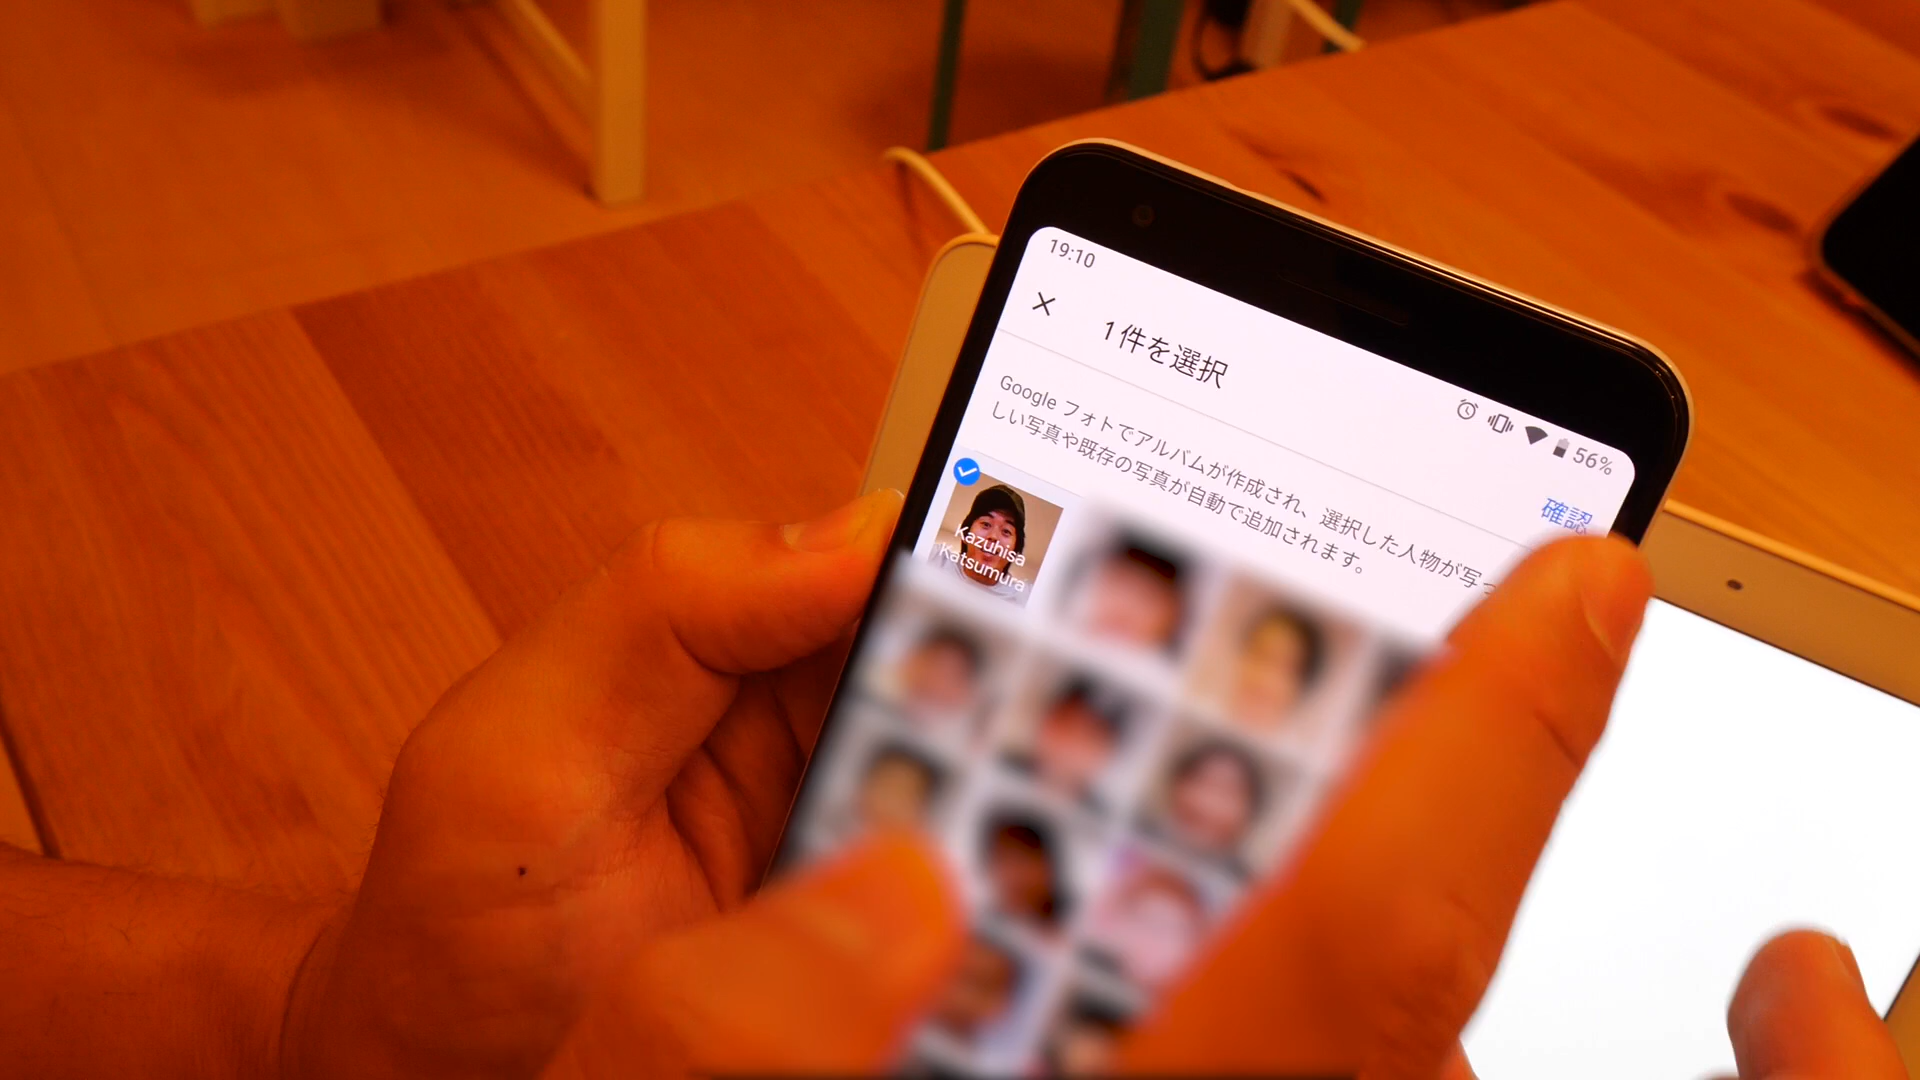 19:10
56%
1件を選択
確認
Google フォトでアルバムが作成され、選択した人物が写っ
しい写真や既存の写真が自動で追加されます。
Kazuhisa
Katsumura